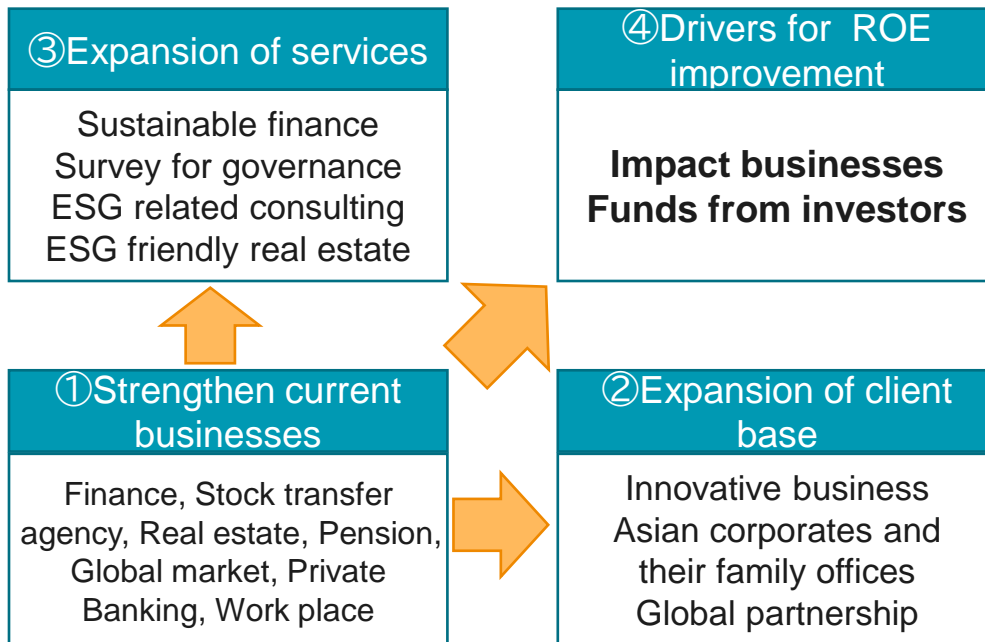 ③Expansion of services
Sustainable finance
Survey for governance
ESG related consulting
ESG friendly real estate
④Drivers for ROE
improvement
Impact businesses
Funds from investors
①Strengthen current
businesses
Finance, Stock transfer
agency, Real estate, Pension,
Global market, Private
Banking, Work place
②Expansion of client
base
Innovative business
Asian corporates and
their family offices
Global partnership